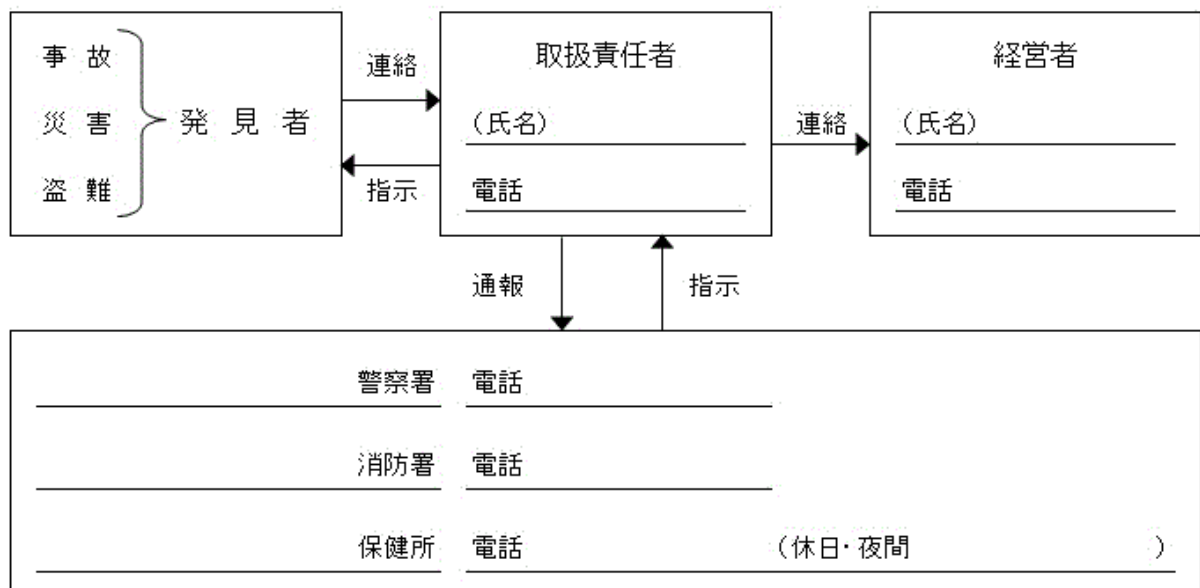 事故
災害
盗難
発見者
連絡
指示
取扱責任者
（氏名）
電話
連絡
経営者
（氏名）
電話
通報
指示
警察署 電話
消防署 電話
保健所 電話 （休日・夜間 ）